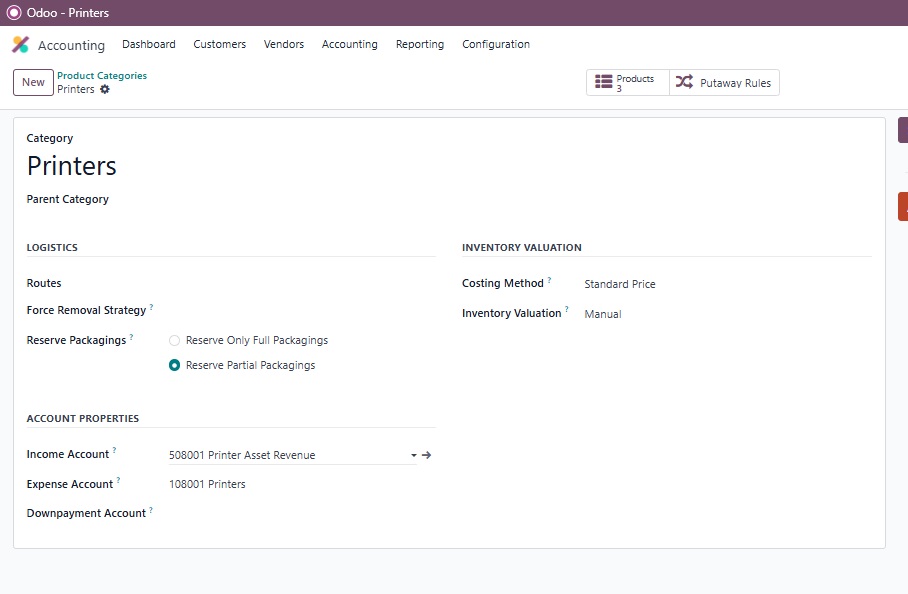 Odoo - Printers
Accounting Dashboard Customers Vendors Accounting Reporting Configuration
New Product Categories
Printers
Products
3
Putaway Rules
Category
Printers
Parent Category
LOGISTICS
Routes
Force Removal Strategy ?
Reserve Packagings ? Reserve Only Full Packagings
Reserve Partial Packagings
INVENTORY VALUATION
Costing Method ? Standard Price
Inventory Valuation ? Manual
ACCOUNT PROPERTIES
Income Account ? 508001 Printer Asset Revenue
Expense Account ? 108001 Printers
Downpayment Account ?